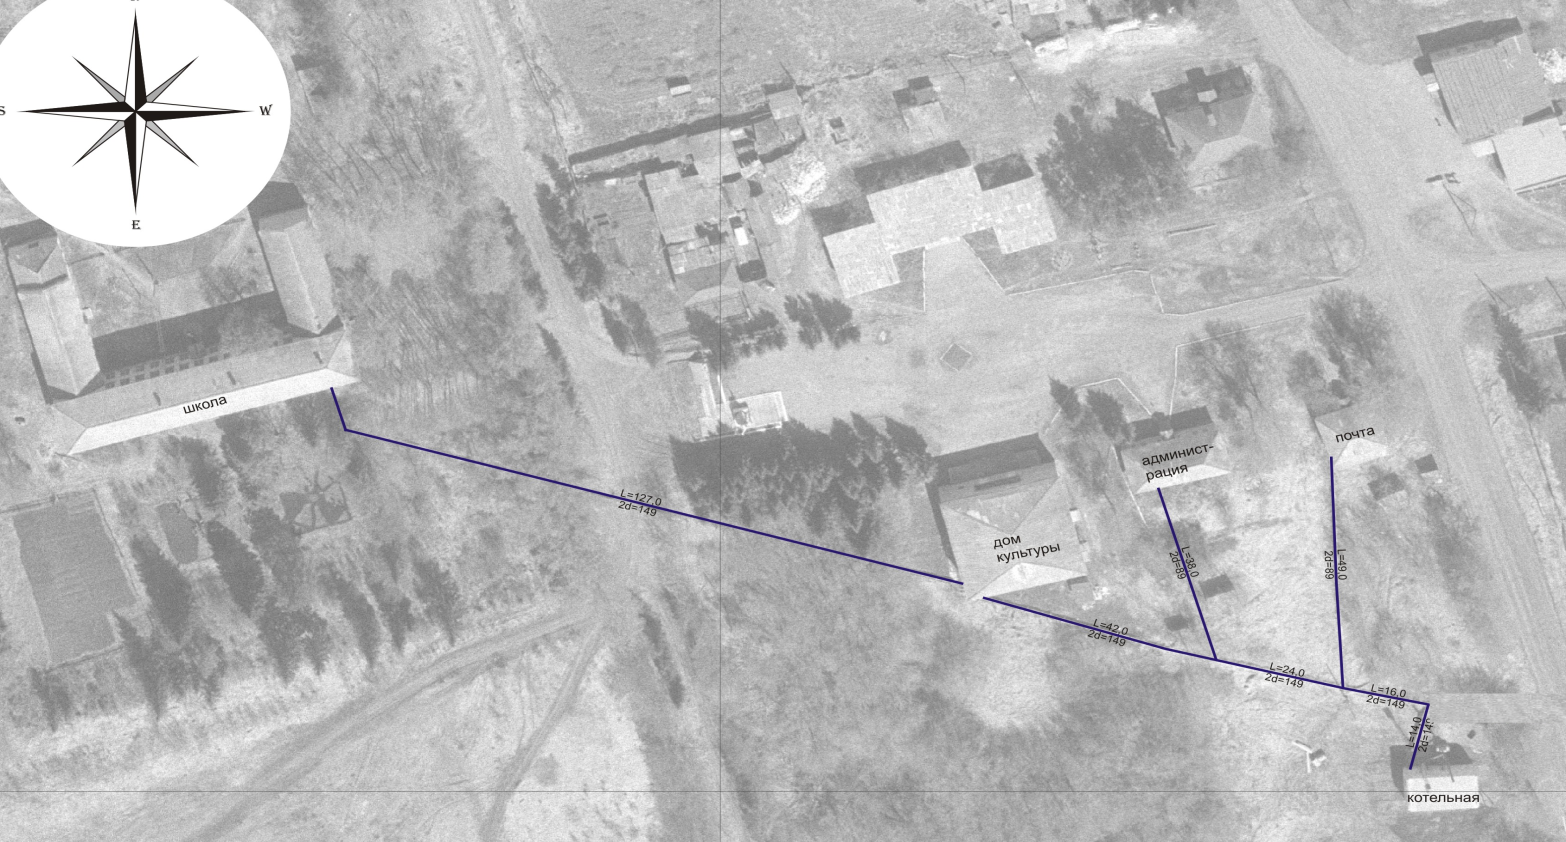 S
W
E
школа
L=127.0
2d=149
дом
культуры
админист-
рация
почта
L=38.0
2d=89
L=49.0
2d=89
L=42.0
2d=149
L=24.0
2d=149
L=16.0
2d=149
L=14.0
котельная